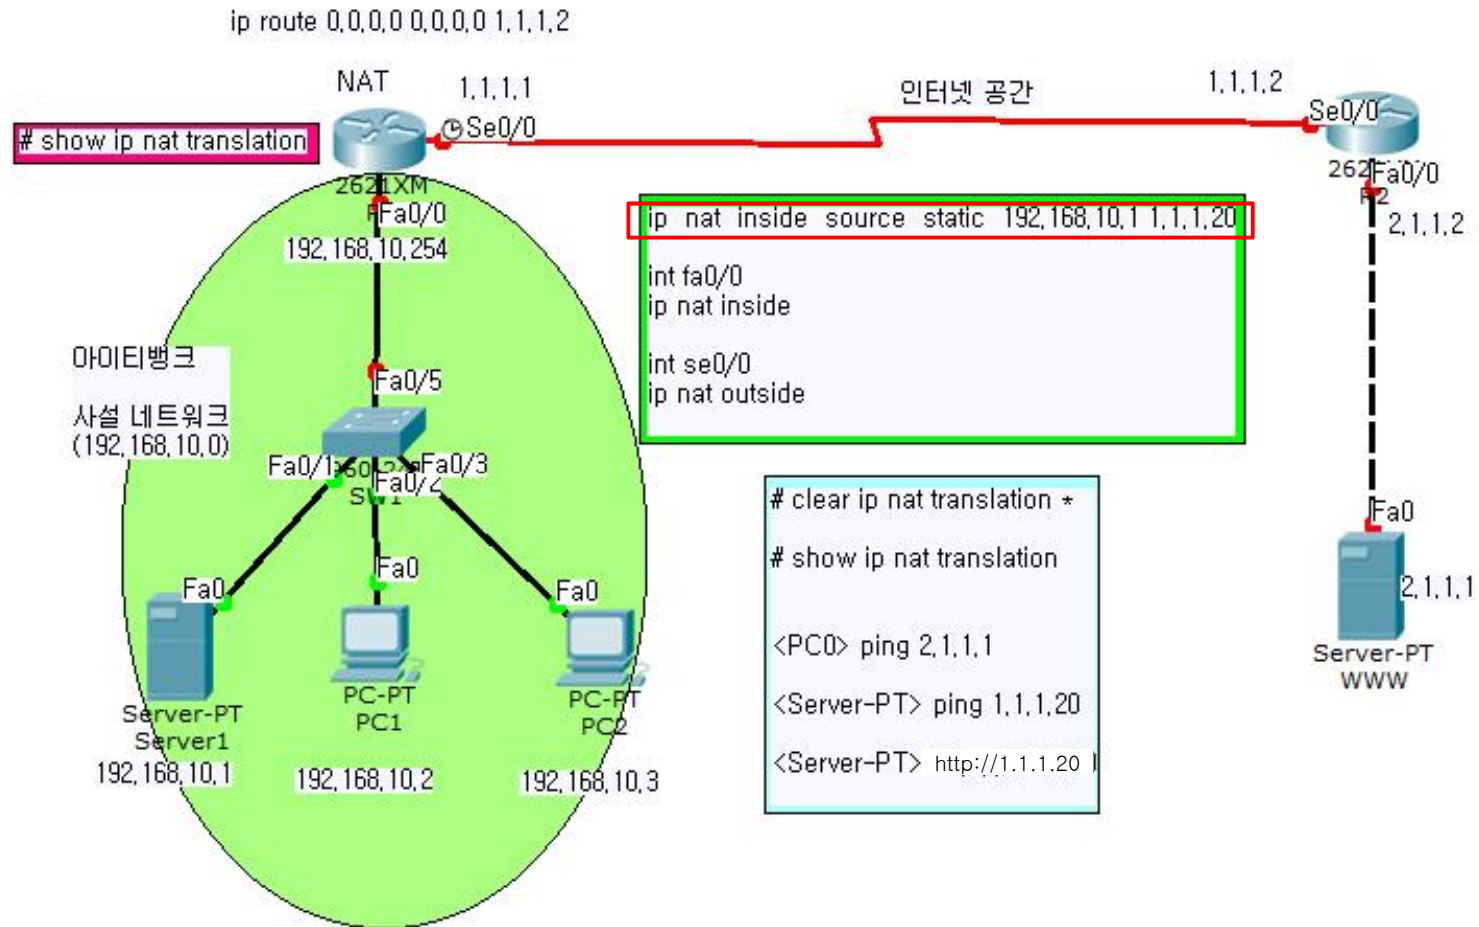 ip route 0,0,0,0 0,0,0,0 1,1,1,2
NAT
1,1,1,1
Se0/0
인터넷 공간
1,1,1,2
Se0/0
# show ip nat translation
2621XM
Fa0/0
192,168,10,254
262
Fa0/0
R2
2,1,1,2
ip nat inside source static 192,168,10,1 1,1,1,20
int fa0/0
ip nat inside
int se0/0
ip nat outside
아이티뱅크
사설 네트워크
(192,168,10,0)
Fa0/5
Fa0/1
Fa0/2
Fa0/3
SW1
# clear ip nat translation *
# show ip nat translation
<PC0> ping 2,1,1,1
<Server-PT> ping 1,1,1,20
<Server-PT> http://1.1.1.20
Fa0
Fa0
Fa0
Fa0
2,1,1,1
Server-PT
WWW
Server-PT
Server1
192,168,10,1
PC-PT
PC1
192,168,10,2
PC-PT
PC2
192,168,10,3